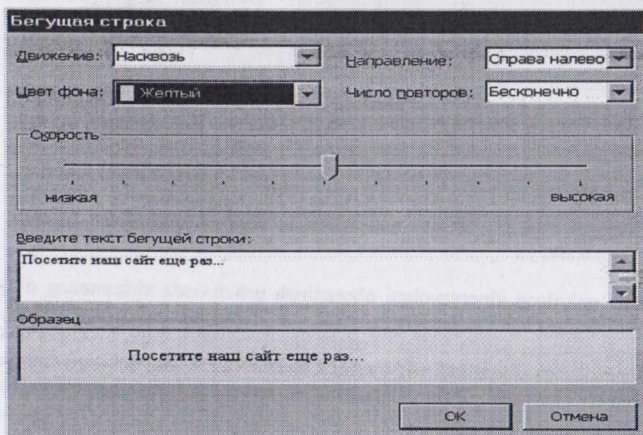 Бегущая строка
Движение: Насквозь Направление: Справа налево
Цвет фона: Желтый Число повторов: Бесконечно
Скорость
низкая высокая
Введите текст бегущей строки:
Посетите наш сайт еще раз...
Образец
Посетите наш сайт еще раз...
ОК Отмена